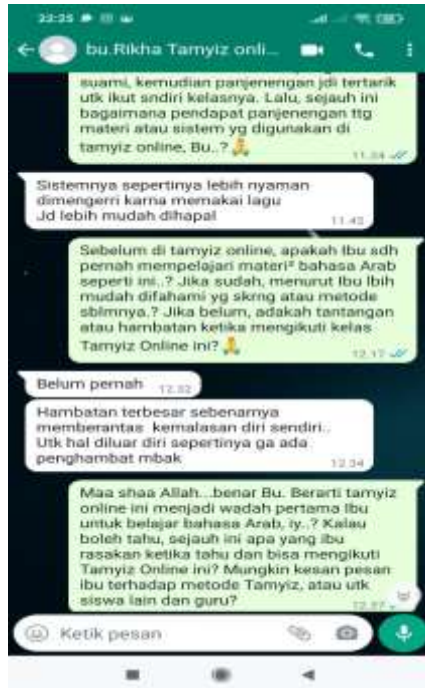 22:25
bu.Rikha Tamyiz onli...
suami, kemudian panjenengan jdi tertarik
utk ikut sndiri kelasnya. Lalu, sejauh ini
bagaimana pendapat panjenengan ttg
materi atau sistem yg digunakan di
tamyiz online, Bu..?
11.34
Sistemnya sepertinya lebih nyaman
dimengerri karna memakai lagu
Jd lebih mudah dihapal
11.43
Sebelum di tamyiz online, apakah Ibu sdh
pernah mempelajari materi² bahasa Arab
seperti ini..? Jika sudah, menurut Ibu lbih
mudah difahami yg skrng atau metode
sblmnya.? Jika belum, adakah tantangan
atau hambatan ketika mengikuti kelas
Tamyiz Online ini?
12.17
Belum pernah 12.32
Hambatan terbesar sebenarnya
memberantas kemalasan diri sendiri..
Utk hal diluar diri sepertinya ga ada
penghambat mbak
12.34
Maa shaa Allah...benar Bu. Berarti tamyiz
online ini menjadi wadah pertama Ibu
untuk belajar bahasa Arab, iy..? Kalau
boleh tahu, sejauh ini apa yang ibu
rasakan ketika tahu dan bisa mengikuti
Tamyiz Online ini? Mungkin kesan pesan
ibu terhadap metode Tamyiz, atau utk
siswa lain dan guru?
Ketik pesan